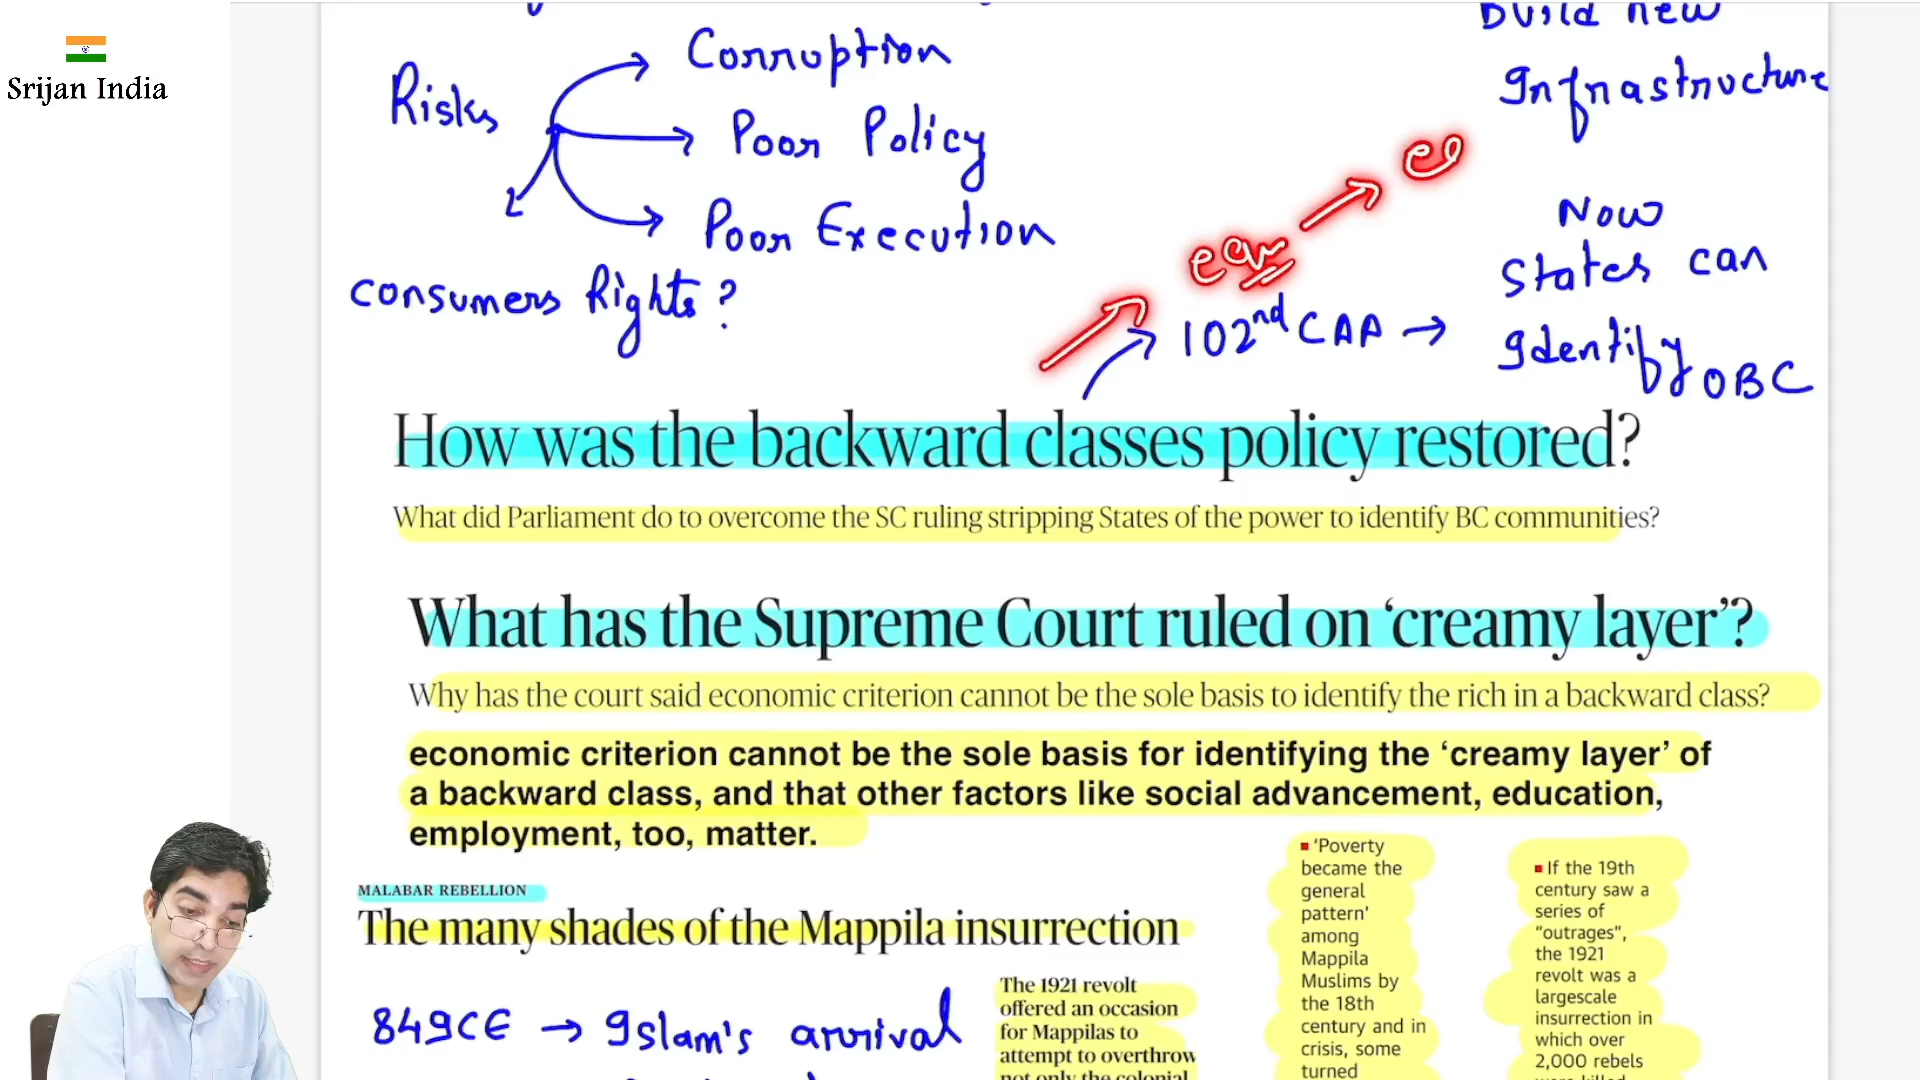 Srijan India
Build new
Infrastructure
Risks
Corruption
Poor Policy
Poor Execution
consumers Rights?
Now
States can
Identify OBC
102nd CAA →
How was the backward classes policy restored?
What did Parliament do to overcome the SC ruling stripping States of the power to identify BC communities?
What has the Supreme Court ruled on ‘creamy layer’?
Why has the court said economic criterion cannot be the sole basis to identify the rich in a backward class?
economic criterion cannot be the sole basis for identifying the ‘creamy layer’ of
a backward class, and that other factors like social advancement, education,
employment, too, matter.
MALABAR REBELLION
The many shades of the Mappila insurrection
849CE → Islam's arrival
The 1921 revolt
offered an occasion
for Mappilas to
attempt to overthrow
not only the colonial
'Poverty
became the
general
pattern'
among
Mappila
Muslims by
the 18th
century and in
crisis, some
turned
If the 19th
century saw a
series of
“outrages”,
the 1921
revolt was a
largescale
insurrection in
which over
2,000 rebels
were killed